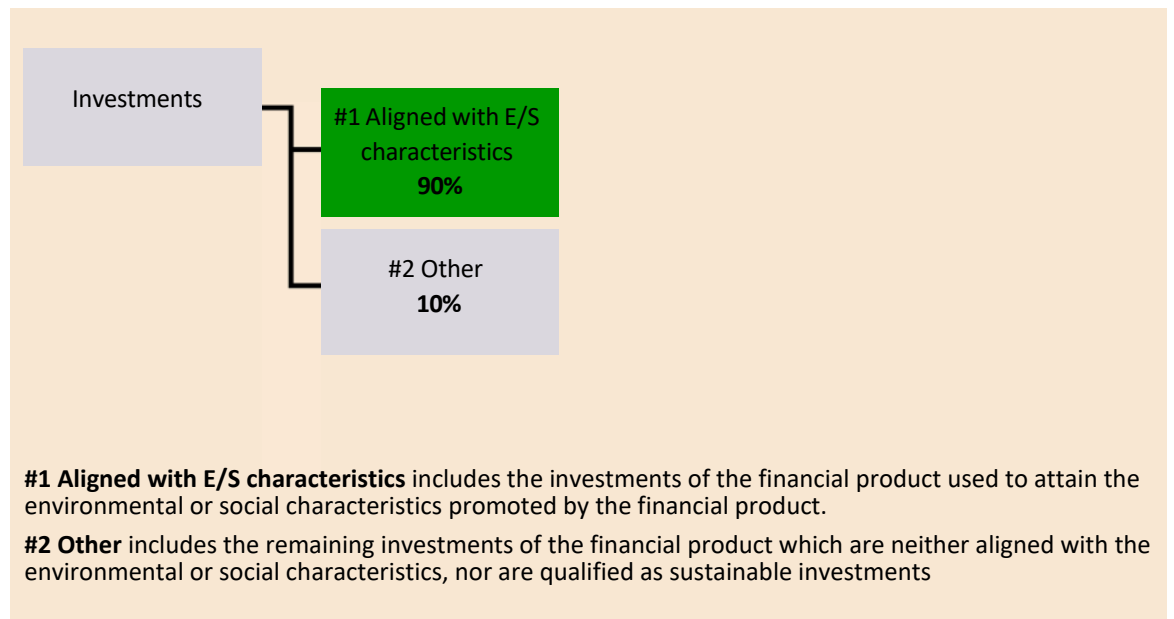 Investments
#1 Aligned with E/S
characteristics
90%
#2 Other
10%
#1 Aligned with E/S characteristics includes the investments of the financial product used to attain the
environmental or social characteristics promoted by the financial product.
#2 Other includes the remaining investments of the financial product which are neither aligned with the
environmental or social characteristics, nor are qualified as sustainable investments